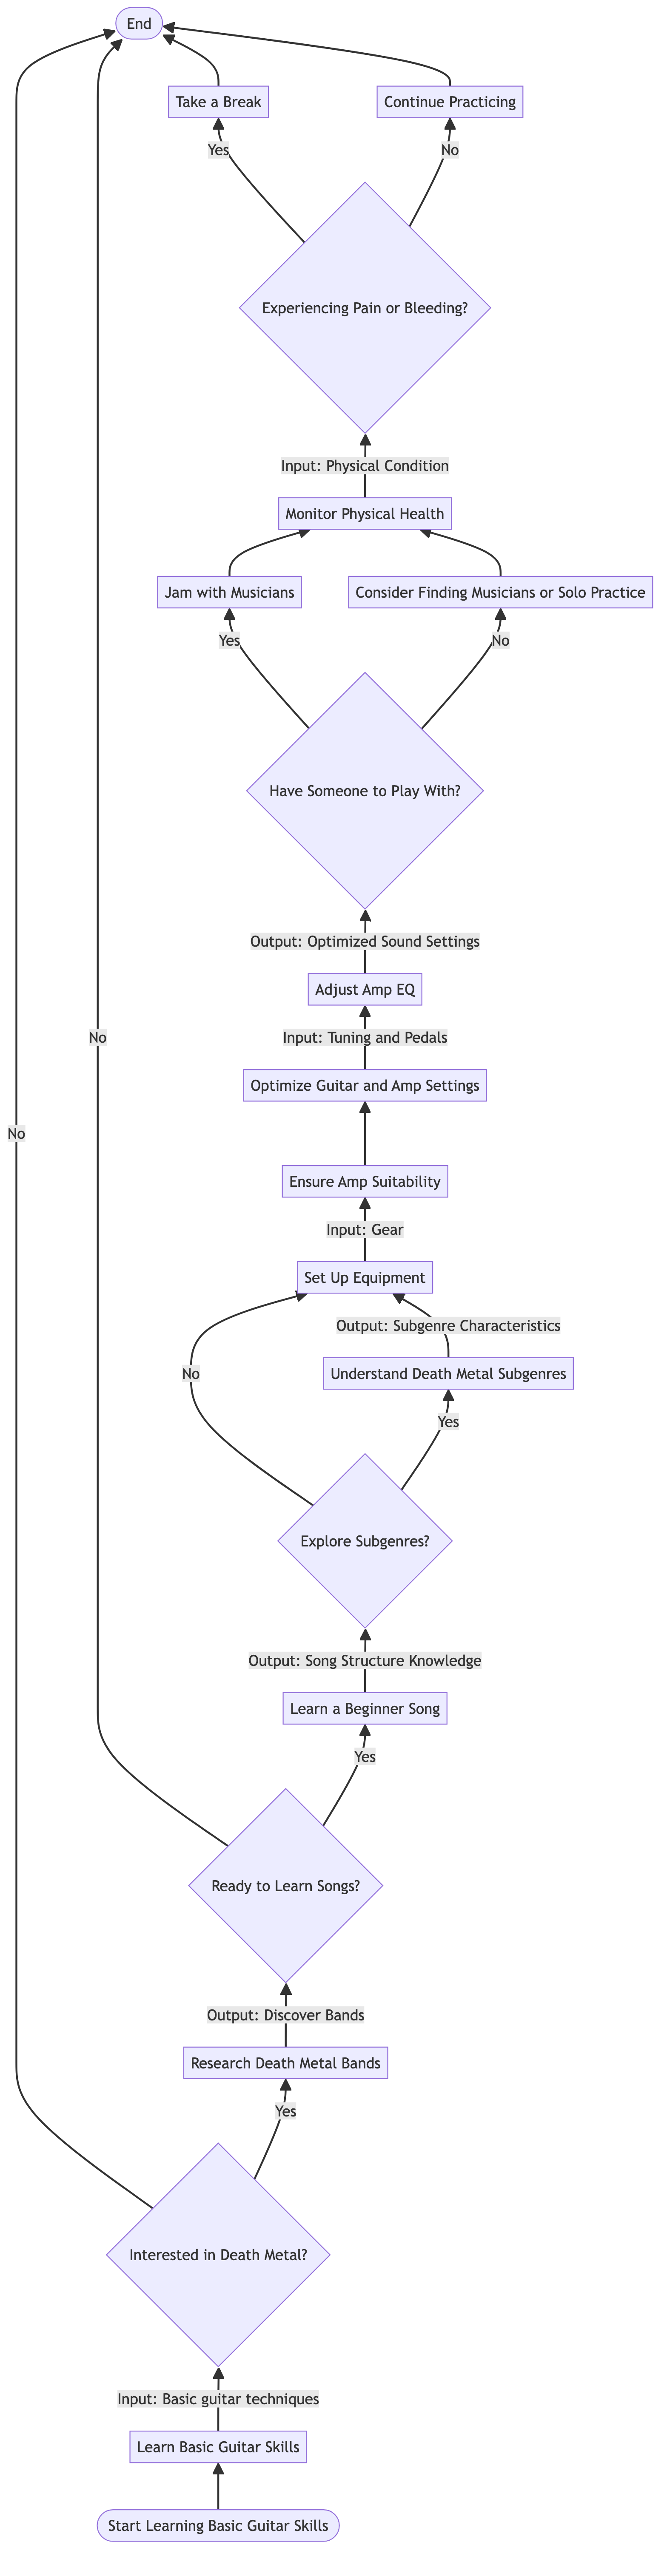 End
Take a Break
Continue Practicing
Yes
No
Experiencing Pain or Bleeding?
Input: Physical Condition
Monitor Physical Health
Jam with Musicians
Consider Finding Musicians or Solo Practice
Yes
No
Have Someone to Play With?
Output: Optimized Sound Settings
Adjust Amp EQ
No
Input: Tuning and Pedals
Optimize Guitar and Amp Settings
No
Ensure Amp Suitability
Input: Gear
Set Up Equipment
Output: Subgenre Characteristics
No
Understand Death Metal Subgenres
Yes
Explore Subgenres?
Output: Song Structure Knowledge
Learn a Beginner Song
Yes
Ready to Learn Songs?
Output: Discover Bands
Research Death Metal Bands
Yes
Interested in Death Metal?
Input: Basic guitar techniques
Learn Basic Guitar Skills
Start Learning Basic Guitar Skills